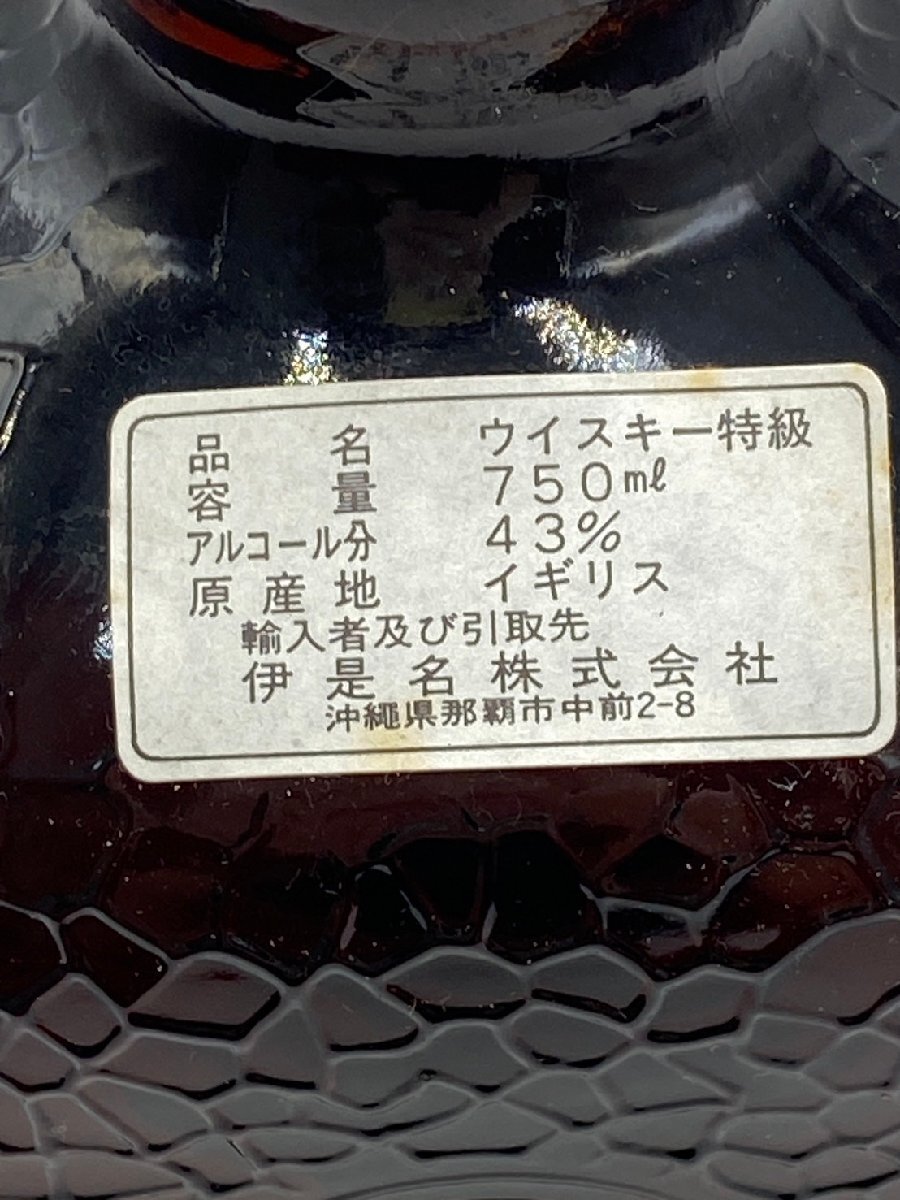 品名 ウイスキー特級
容量 750ml
アルコール分 43%
原産地 イギリス
輸入者及び引取先
伊是名株式会社
沖縄県那覇市中前2-8